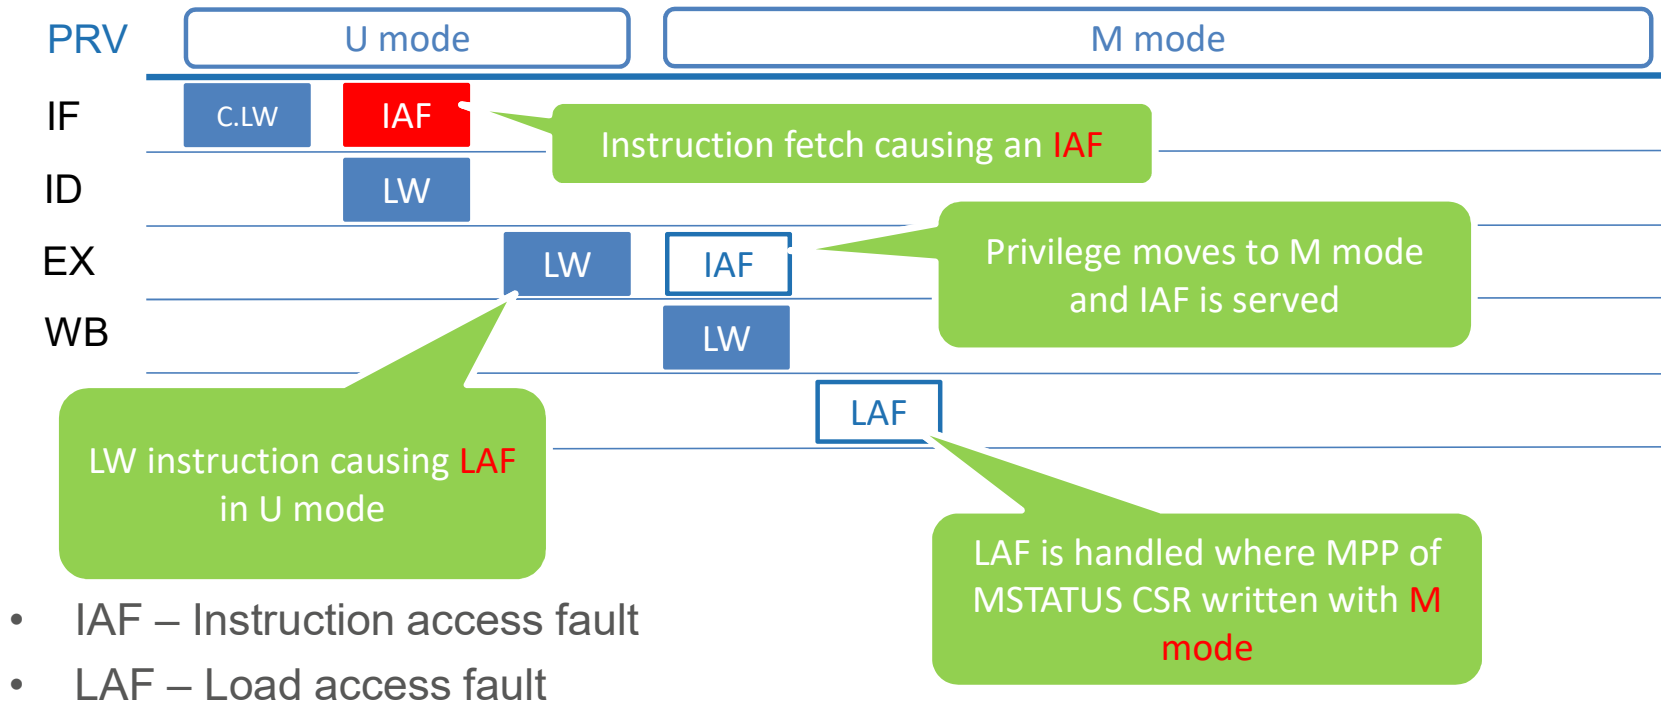 PRV
U mode
M mode
IF
C.LW
IAF
Instruction fetch causing an IAF
ID
LW
EX
LW
IAF
Privilege moves to M mode
and IAF is served
WB
LW
LAF
LW instruction causing LAF
in U mode
LAF is handled where MPP of
MSTATUS CSR written with M
mode
• IAF – Instruction access fault
• LAF – Load access fault